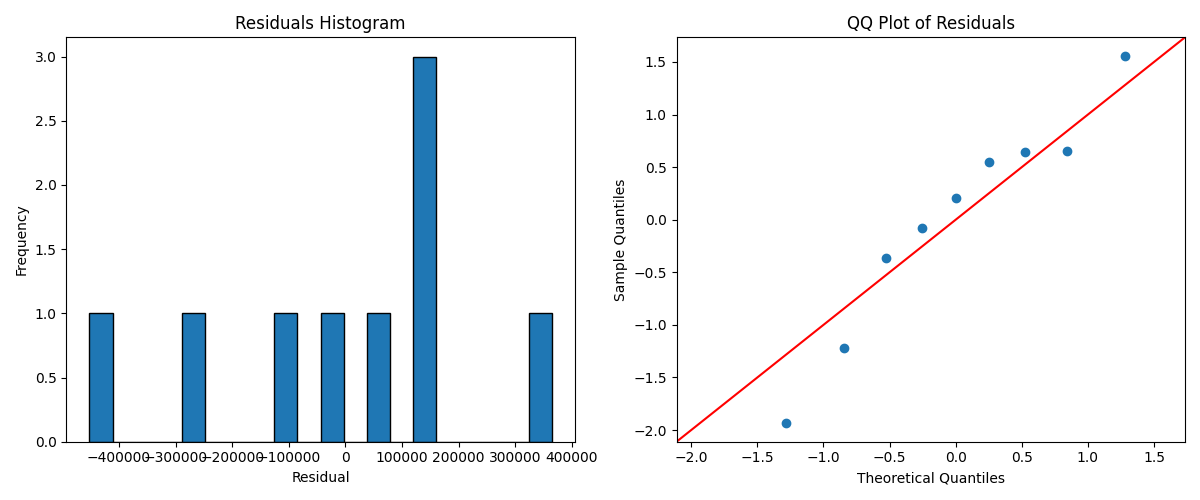 Residuals Histogram
3.0
2.5
2.0
1.5
1.0
0.5
0.0
Frequency
−400000 −300000 −200000 −100000 0 100000 200000 300000 400000
Residual
QQ Plot of Residuals
1.5
1.0
0.5
0.0
−0.5
−1.0
−1.5
−2.0
Sample Quantiles
−2.0 −1.5 −1.0 −0.5 0.0 0.5 1.0 1.5
Theoretical Quantiles